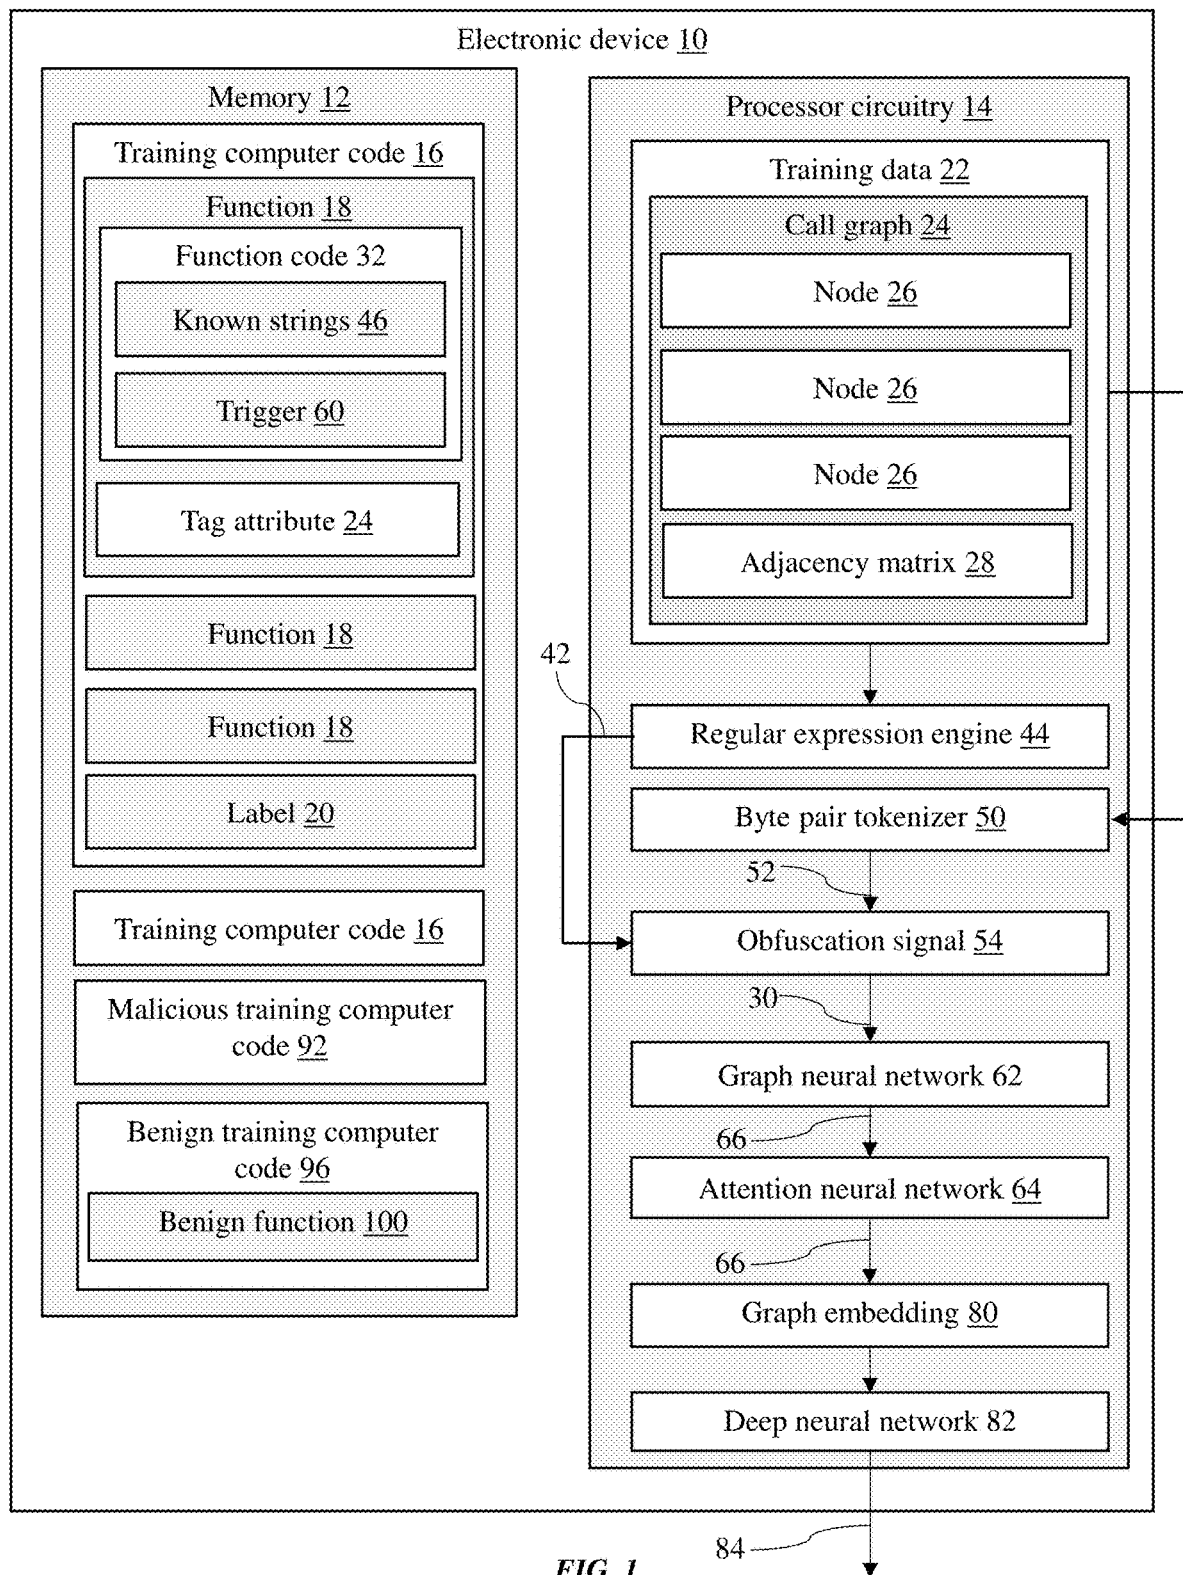 Electronic device 10
Memory 12
Training computer code 16
Function 18
Function code 32
Known strings 46
Trigger 60
Tag attribute 24
Function 18
Function 18
Label 20
Training computer code 16
Malicious training computer
code 92
Benign training computer
code 96
Benign function 100
Processor circuitry 14
Training data 22
Call graph 24
Node 26
Node 26
Node 26
Adjacency matrix 28
42
Regular expression engine 44
Byte pair tokenizer 50
52
Obfuscation signal 54
30
Graph neural network 62
66
Attention neural network 64
66
Graph embedding 80
Deep neural network 82
84
FIG. 1